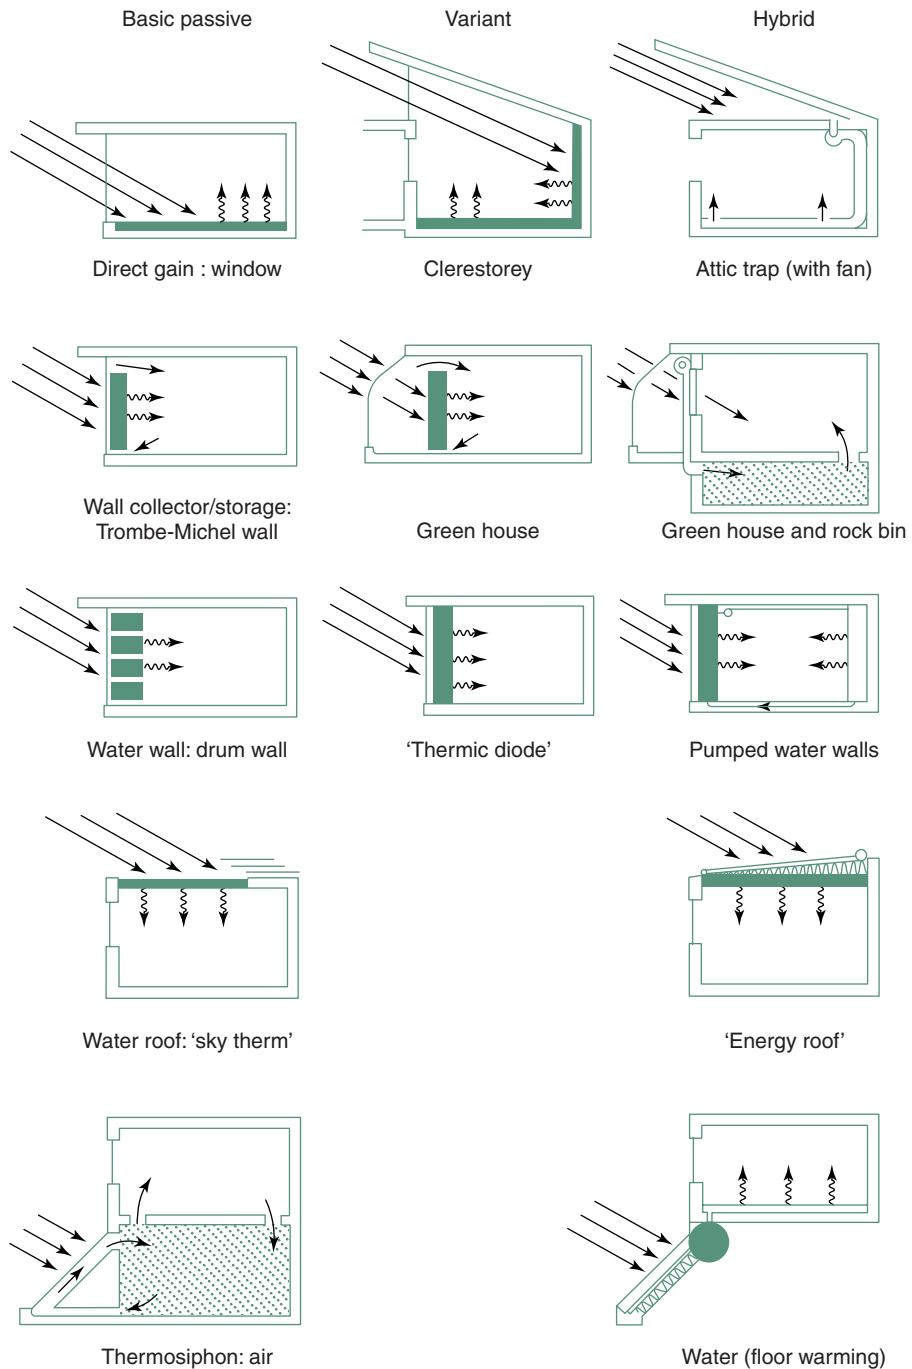 Basic passive
Variant
Hybrid
Direct gain : window
Clerestorey
Attic trap (with fan)
Wall collector/storage:
Trombe-Michel wall
Green house
Green house and rock bin
Water wall: drum wall
‘Thermic diode’
Pumped water walls
Water roof: ‘sky therm’
‘Energy roof’
Thermosiphon: air
Water (floor warming)